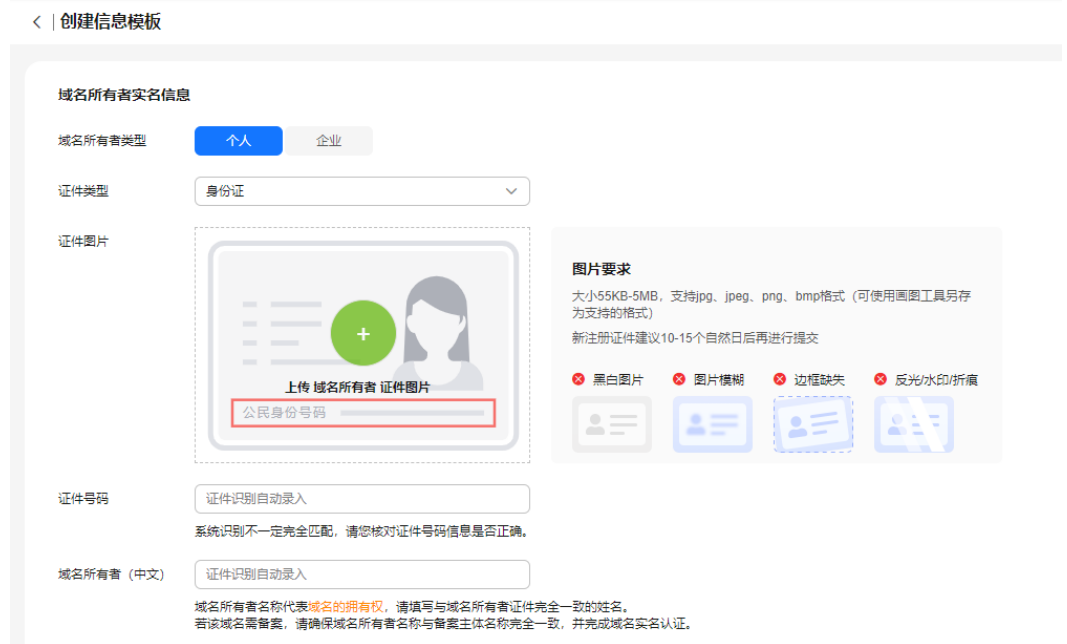 创建信息模板
域名所有者实名信息
域名所有者类型
个人
企业
证件类型
身份证
证件图片
上传 域名所有者 证件图片
公民身份号码
图片要求
大小55KB-5MB，支持jpg、jpeg、png、bmp格式（可使用画图工具另存
为支持的格式）
新注册证件建议10-15个自然日后再进行提交
黑白图片
图片模糊
边框缺失
反光/水印/折痕
证件号码
证件识别自动录入
系统识别不一定完全匹配，请您核对证件号码信息是否正确。
域名所有者（中文）
证件识别自动录入
域名所有者名称代表域名的拥有权，请填写与域名所有者证件完全一致的姓名。
若该域名需备案，请确保域名所有者名称与备案主体名称完全一致，并完成域名实名认证。